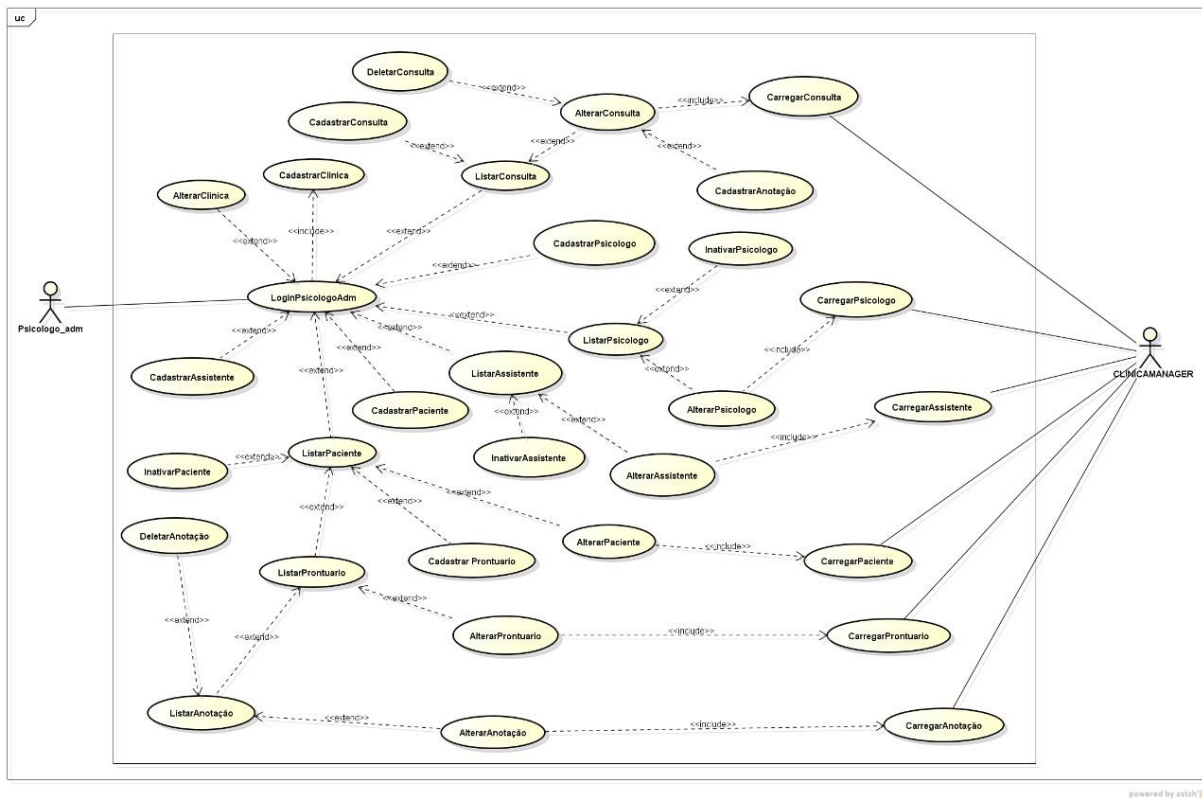 uc
DeletarConsulta
<<extend>>
CarregarConsulta
<<include>>
AlterarConsulta
CadastrarConsulta
<<extend>>
<<extend>>
<<extend>>
CadastrarClinica
ListarConsulta
CadastrarAnotação
AlterarClinica
<<extend>>
<<include>>
<<extend>>
CadastrarPsicologo
InativarPsicologo
<<extend>>
LoginPsicologoAdm
<<extend>>
CarregarPsicologo
Psicologo_adm
<<extend>>
<<extend>>
<<extend>>
<<extend>>
ListarPsicologo
<<include>>
<<extend>>
<<extend>>
CadastrarAssistente
ListarAssistente
CLINICAMANAGER
CadastrarPaciente
<<extend>>
AlterarPsicologo
CarregarAssistente
<<extend>>
<<include>>
ListarPaciente
InativarPaciente
<<extend>>
InativarAssistente
AlterarAssistente
<<extend>>
<<extend>>
<<extend>>
DeletarAnotação
AlterarPaciente
<<include>>
CarregarPaciente
Cadastrar Prontuario
ListarProntuario
<<extend>>
<<extend>>
<<extend>>
AlterarProntuario
<<include>>
CarregarProntuario
ListarAnotação
<<extend>>
AlterarAnotação
<<include>>
CarregarAnotação
powered by astah*